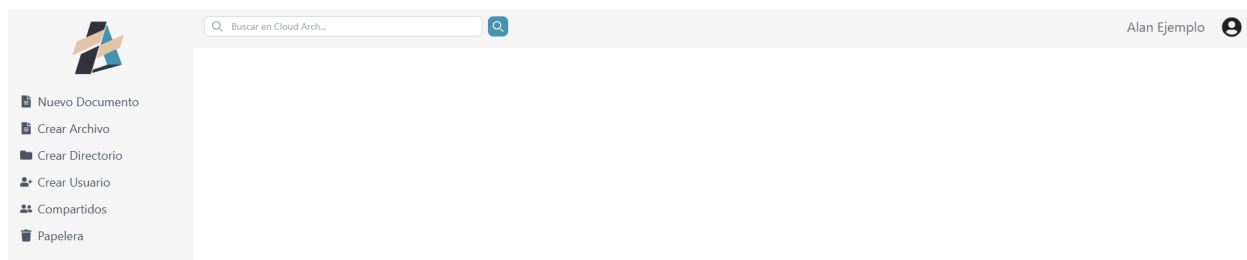 Buscar en Cloud Arch...
Alan Ejemplo
Nuevo Documento
Crear Archivo
Crear Directorio
Crear Usuario
Compartidos
Papelera